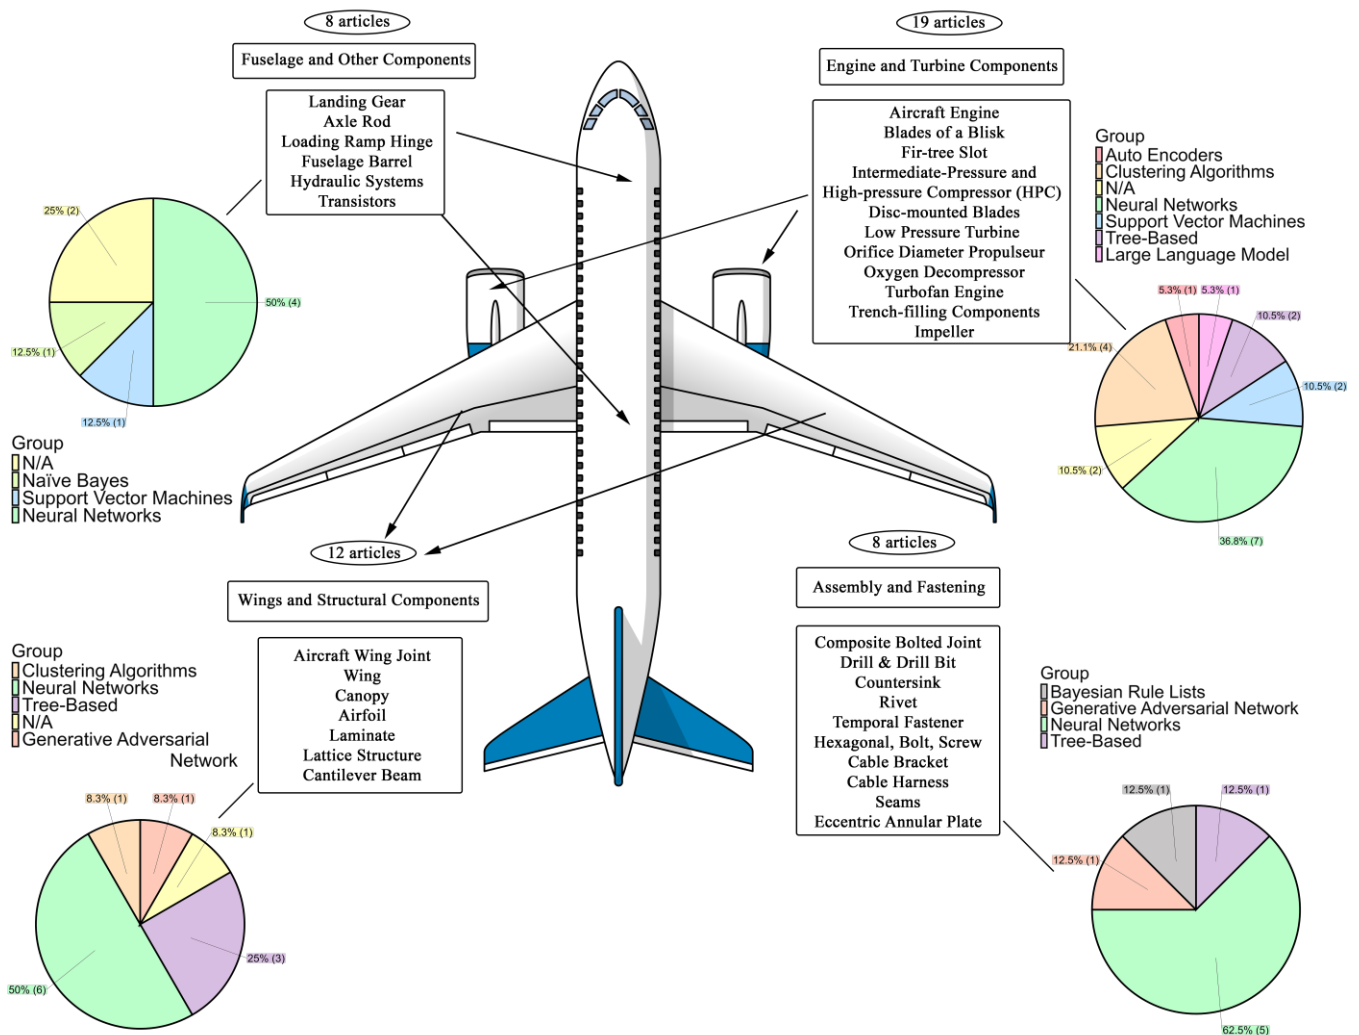 8 articles
Fuselage and Other Components
Landing Gear
Axle Rod
Loading Ramp Hinge
Fuselage Barrel
Hydraulic Systems
Transistors
25% (2)
50% (4)
12.5% (1)
12.5% (1)
Group
N/A
Naïve Bayes
Support Vector Machines
Neural Networks
19 articles
Engine and Turbine Components
Aircraft Engine
Blades of a Blisk
Fir-tree Slot
Intermediate-Pressure and
High-pressure Compressor (HPC)
Disc-mounted Blades
Low Pressure Turbine
Orifice Diameter Propulseur
Oxygen Decompressor
Turbofan Engine
Trench-filling Components
Impeller
Group
Auto Encoders
Clustering Algorithms
N/A
Neural Networks
Support Vector Machines
Tree-Based
Large Language Model
5.3% (1)
5.3% (1)
10.5% (2)
21.1% (4)
10.5% (2)
10.5% (2)
36.8% (7)
12 articles
Wings and Structural Components
Aircraft Wing Joint
Wing
Canopy
Airfoil
Laminate
Lattice Structure
Cantilever Beam
Group
Clustering Algorithms
Neural Networks
Tree-Based
N/A
Generative Adversarial
Network
8.3% (1)
8.3% (1)
8.3% (1)
25% (3)
50% (6)
8 articles
Assembly and Fastening
Composite Bolted Joint
Drill & Drill Bit
Countersink
Rivet
Temporal Fastener
Hexagonal, Bolt, Screw
Cable Bracket
Cable Harness
Seams
Eccentric Annular Plate
Group
Bayesian Rule Lists
Generative Adversarial Network
Neural Networks
Tree-Based
12.5% (1)
12.5% (1)
12.5% (1)
62.5% (5)